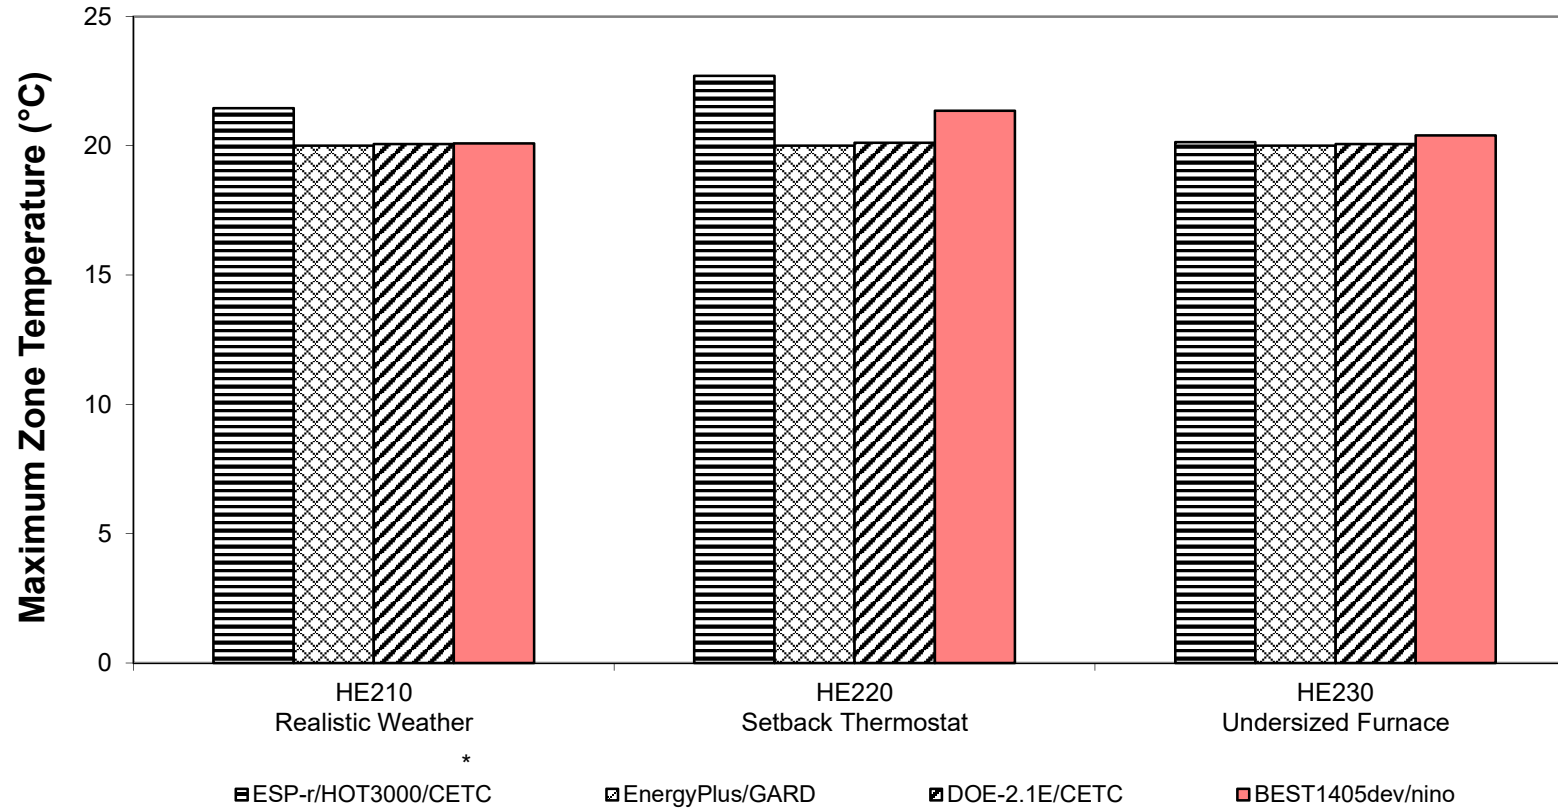 Maximum Zone Temperature (°C)
25
20
15
10
5
0
HE210
Realistic Weather
HE220
Setback Thermostat
HE230
Undersized Furnace
*
ESP-r/HOT3000/CETC
EnergyPlus/GARD
DOE-2.1E/CETC
BEST1405dev/nino